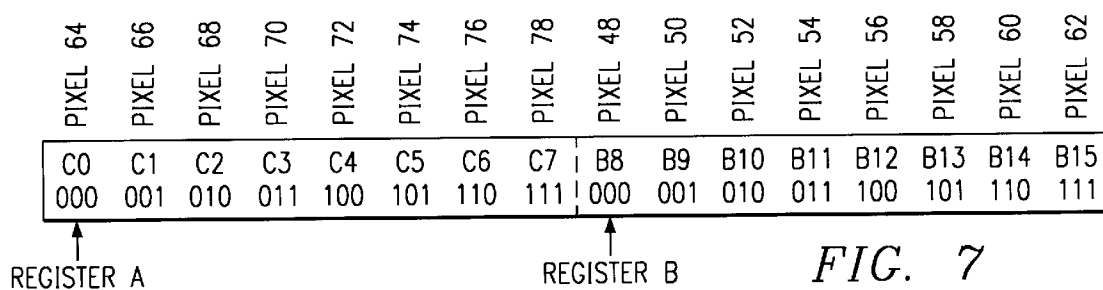 PIXEL 64 PIXEL 66 PIXEL 68 PIXEL 70 PIXEL 72 PIXEL 74 PIXEL 76 PIXEL 78 PIXEL 48 PIXEL 50 PIXEL 52 PIXEL 54 PIXEL 56 PIXEL 58 PIXEL 60 PIXEL 62
C0 C1 C2 C3 C4 C5 C6 C7 B8 B9 B10 B11 B12 B13 B14 B15
000 001 010 011 100 101 110 111 000 001 010 011 100 101 110 111
REGISTER A REGISTER B
FIG. 7